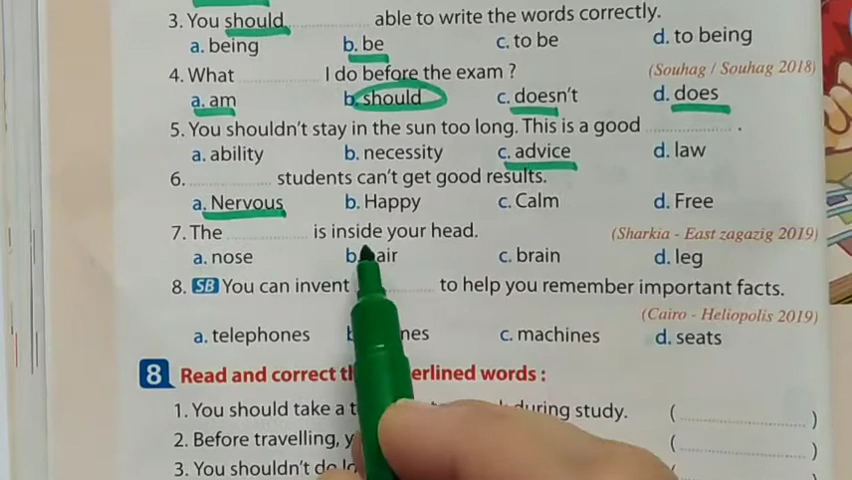 3. You should ............ able to write the words correctly.
a. being b. be c. to be d. to being
4. What ............ I do before the exam ? (Souhag / Souhag 2018)
a. am b. should c. doesn't d. does
5. You shouldn't stay in the sun too long. This is a good ............ .
a. ability b. necessity c. advice d. law
6. ............ students can't get good results.
a. Nervous b. Happy c. Calm d. Free
7. The ............ is inside your head. (Sharkia - East zagazig 2019)
a. nose b. air c. brain d. leg
8. SB You can invent ............ to help you remember important facts.
(Cairo - Heliopolis 2019)
a. telephones c. machines d. seats
8 Read and correct words :
1. You should take a during study. (............)
2. Before travelling, (............)
3. You shouldn't do